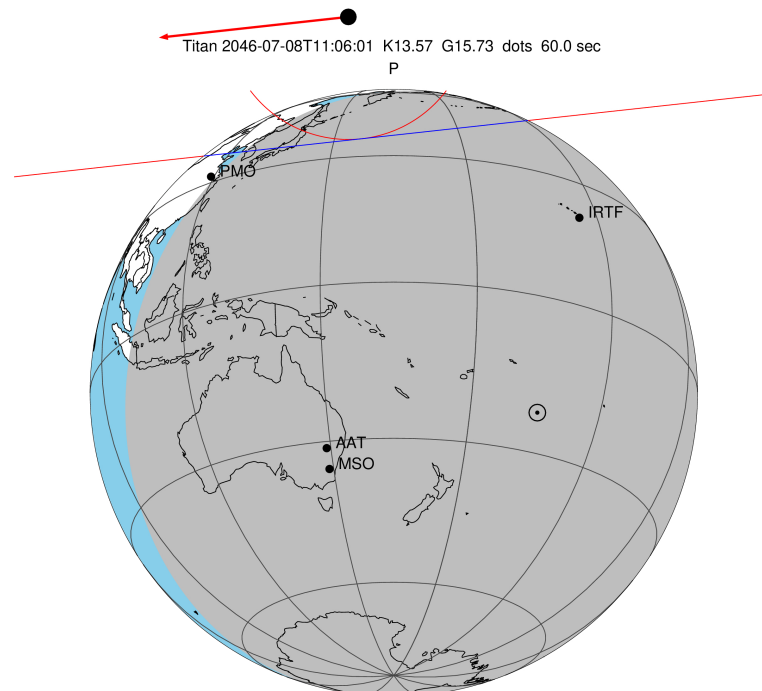 Titan 2046-07-08T11:06:01  K13.57  G15.73  dots  60.0 sec
P
PMO
IRTF
AAT
MSO